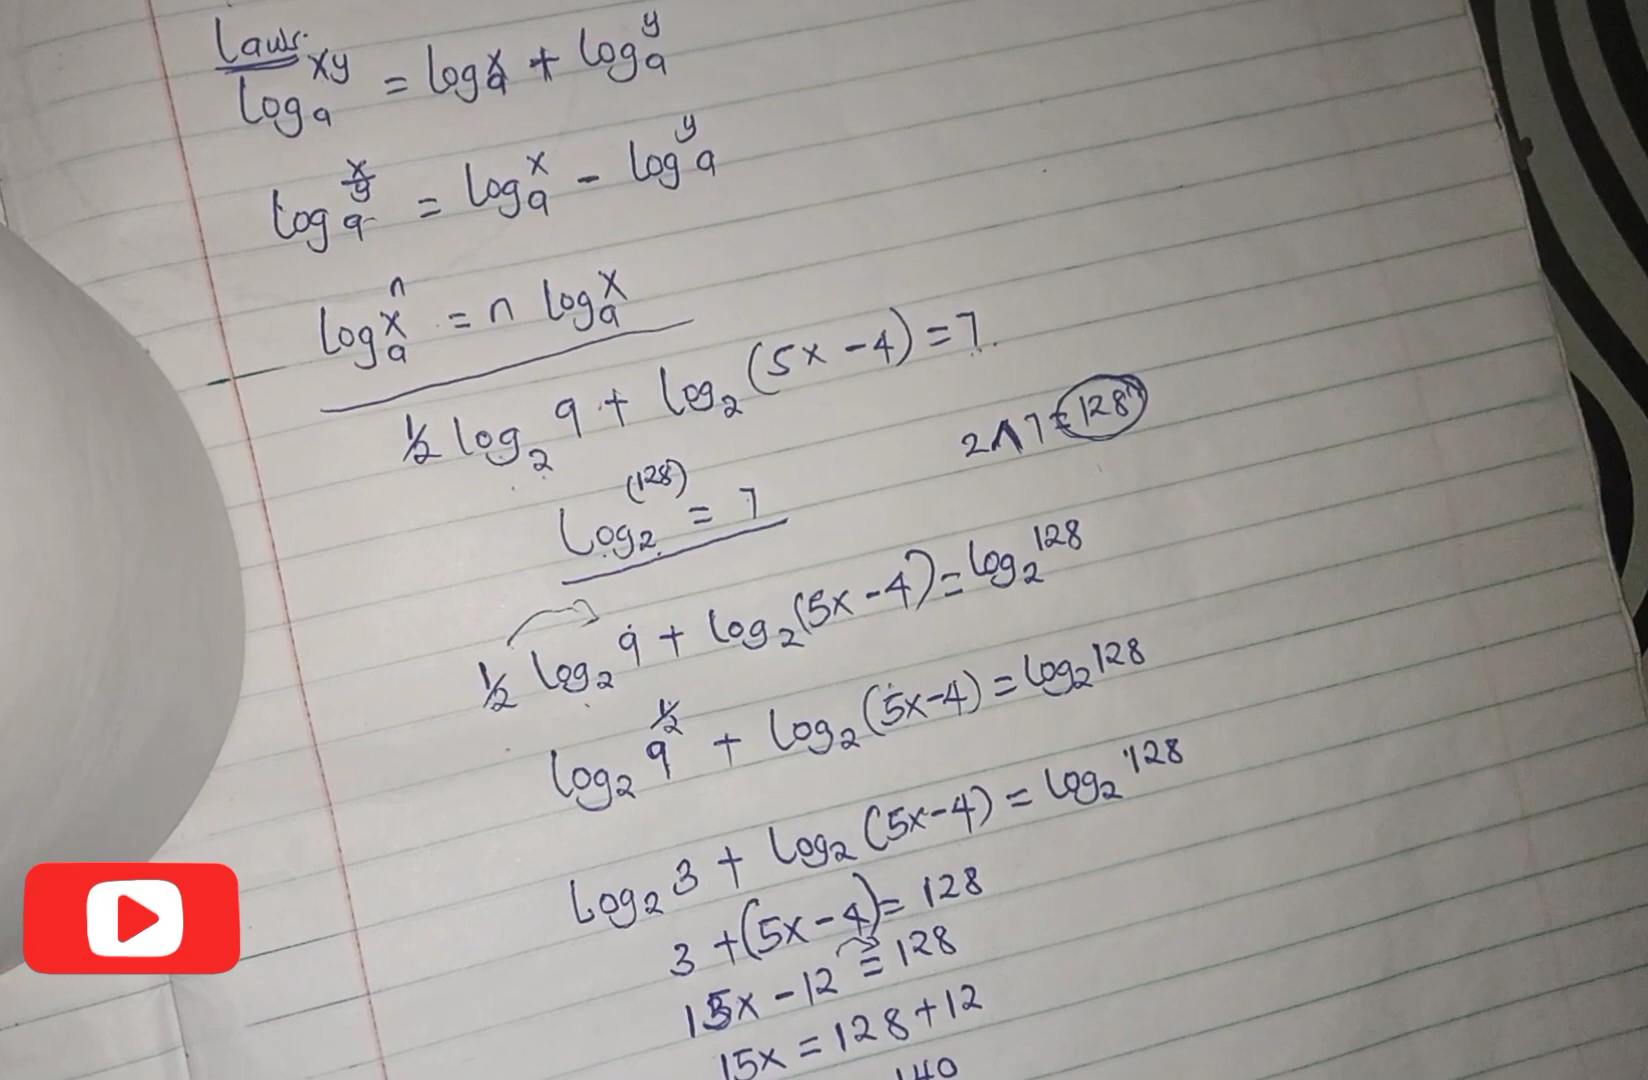 Laws.
Logₐ xy = Logₐ x + Logₐ y
Logₐ x/y = Logₐ x - Logₐ y
Logₐ xⁿ = n Logₐ x
½ log₂ 9 + log₂ (5x - 4) = 7.
2^7 = 128
Log₂ (128) = 7
½ log₂ 9 + log₂ (5x - 4) = log₂ 128
log₂ 9^½ + log₂ (5x - 4) = log₂ 128
Log₂ 3 + Log₂ (5x - 4) = log₂ 128
3 + (5x - 4) = 128
15x - 12 = 128
15x = 128 + 12
140